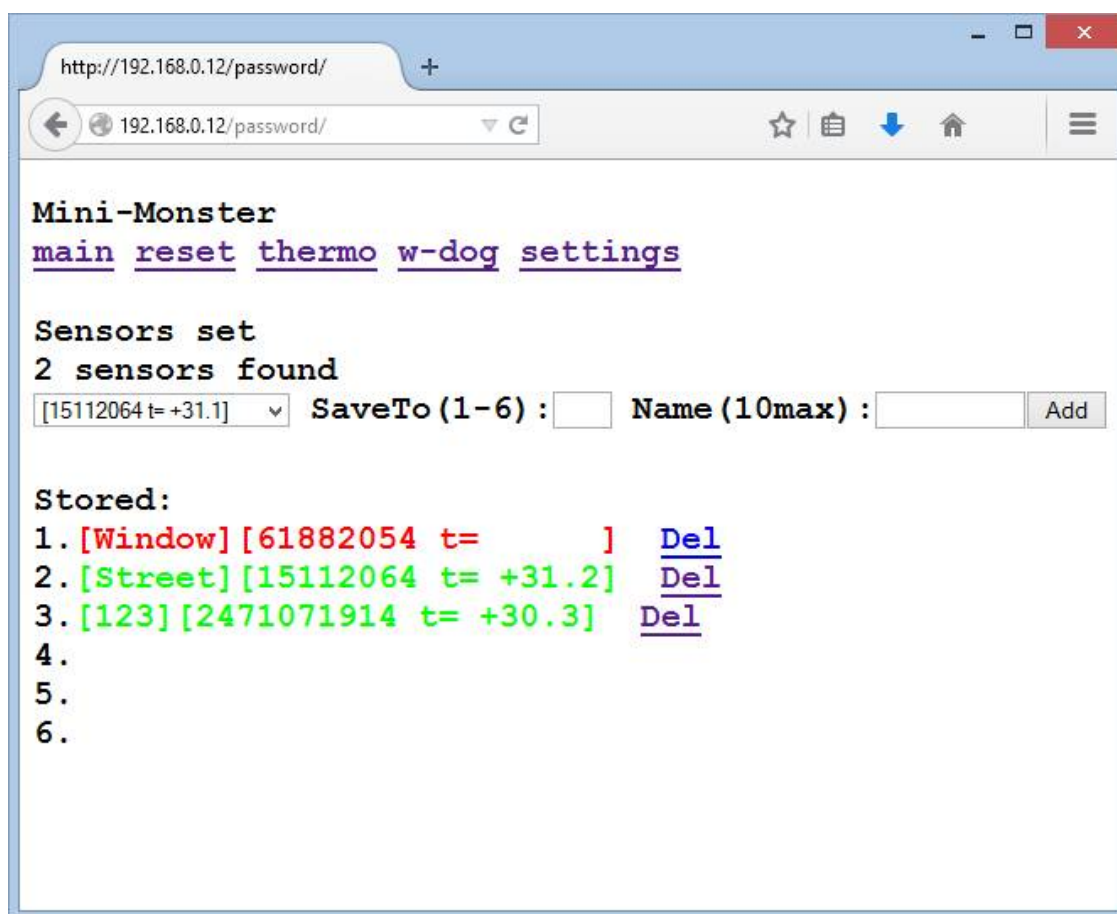 http://192.168.0.12/password/
192.168.0.12/password/
Mini-Monster
main reset thermo w-dog settings
Sensors set
2 sensors found
[15112064 t= +31.1] SaveTo(1-6): Name(10max): Add
Stored:
1.[Window][61882054 t=      ] Del
2.[Street][15112064 t= +31.2] Del
3.[123][2471071914 t= +30.3] Del
4.
5.
6.